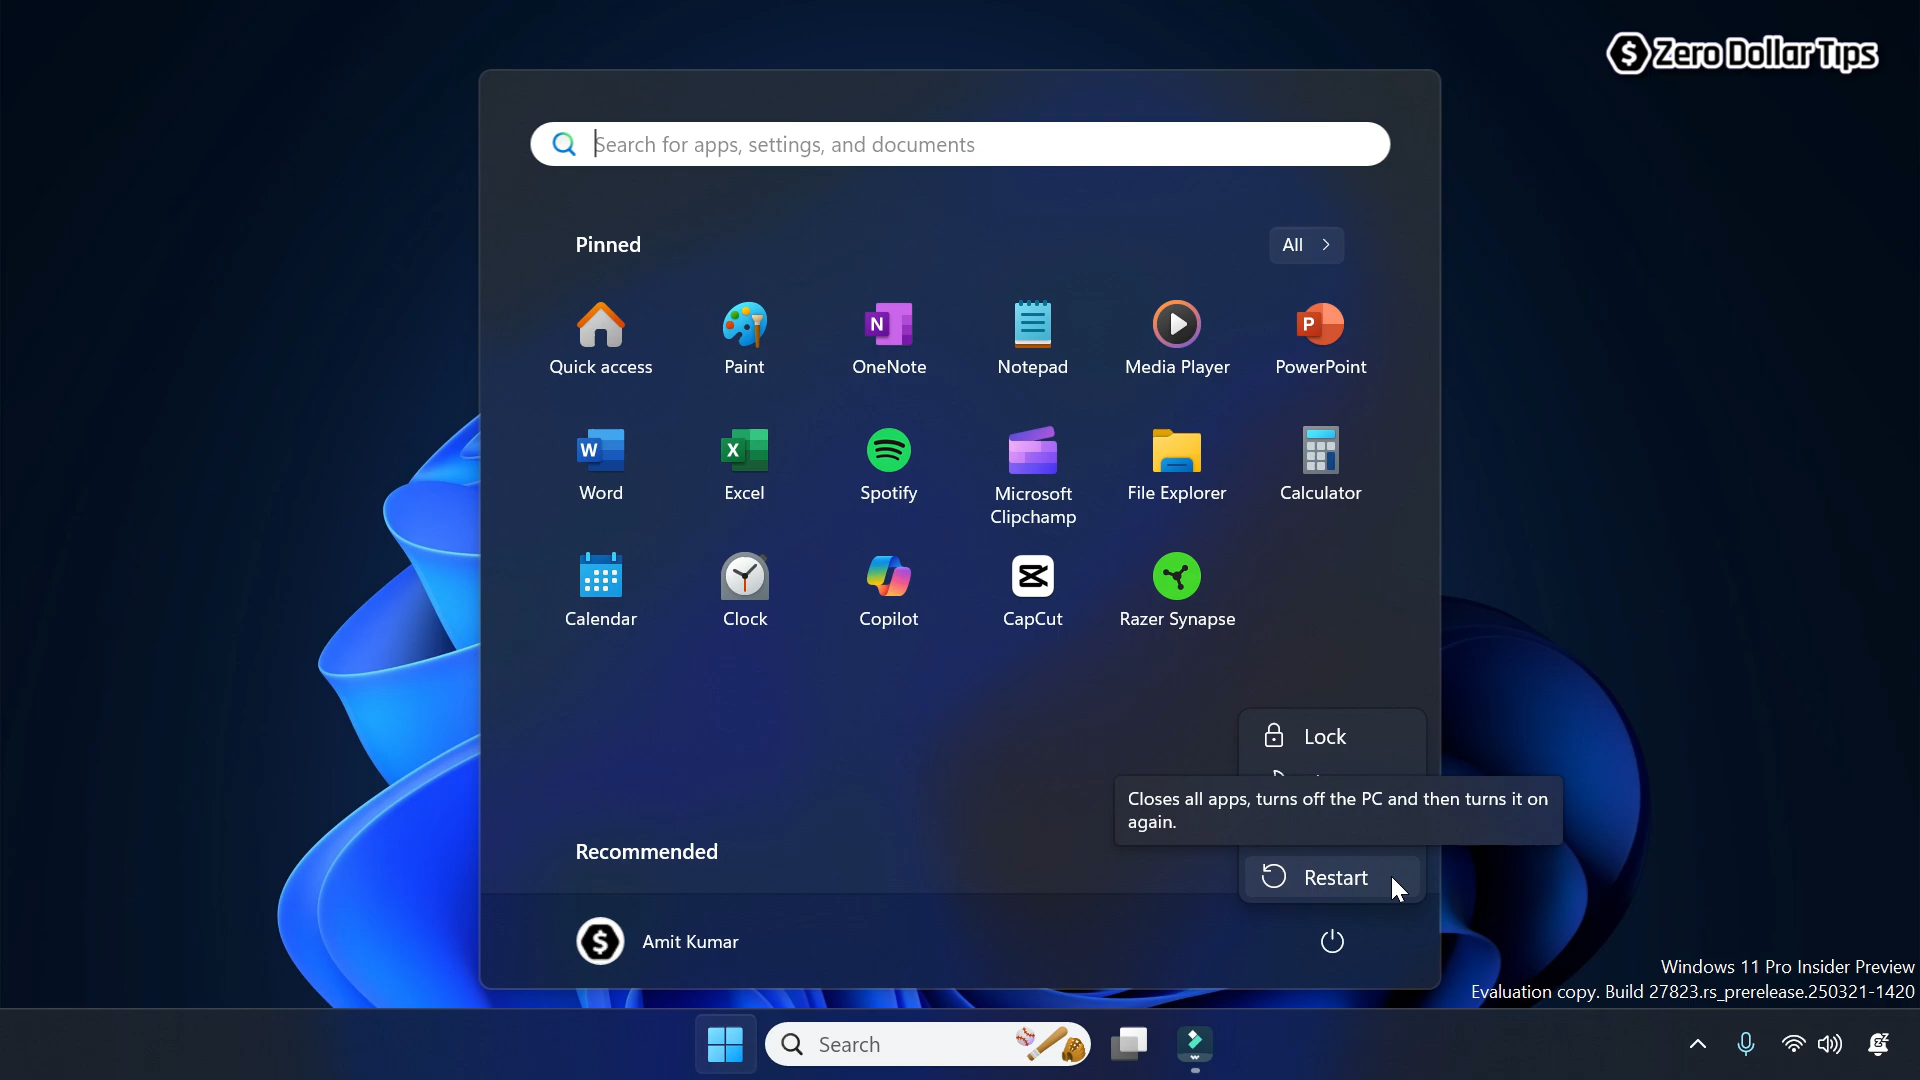 $ Zero Dollar Tips
Search for apps, settings, and documents
Pinned
All
Quick access
Paint
N
OneNote
Notepad
Media Player
P
PowerPoint
W
Word
X
Excel
Spotify
Microsoft
Clipchamp
File Explorer
Calculator
Calendar
Clock
Copilot
CapCut
Razer Synapse
Lock
Closes all apps, turns off the PC and then turns it on
again.
Recommended
Restart
$
Amit Kumar
Windows 11 Pro Insider Preview
Evaluation copy. Build 27823.rs_prerelease.250321-1420
Search